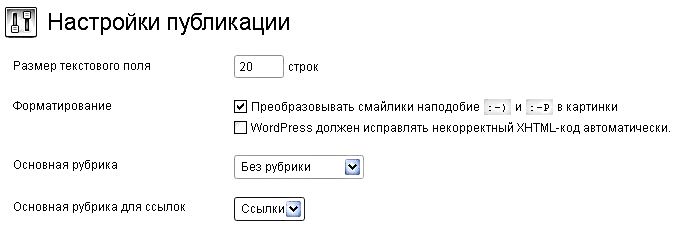 Настройки публикации
Размер текстового поля 20 строк
Форматирование Преобразовывать смайлики наподобие :-) и :-P в картинки
WordPress должен исправлять некорректный XHTML-код автоматически.
Основная рубрика Без рубрики
Основная рубрика для ссылок Ссылки